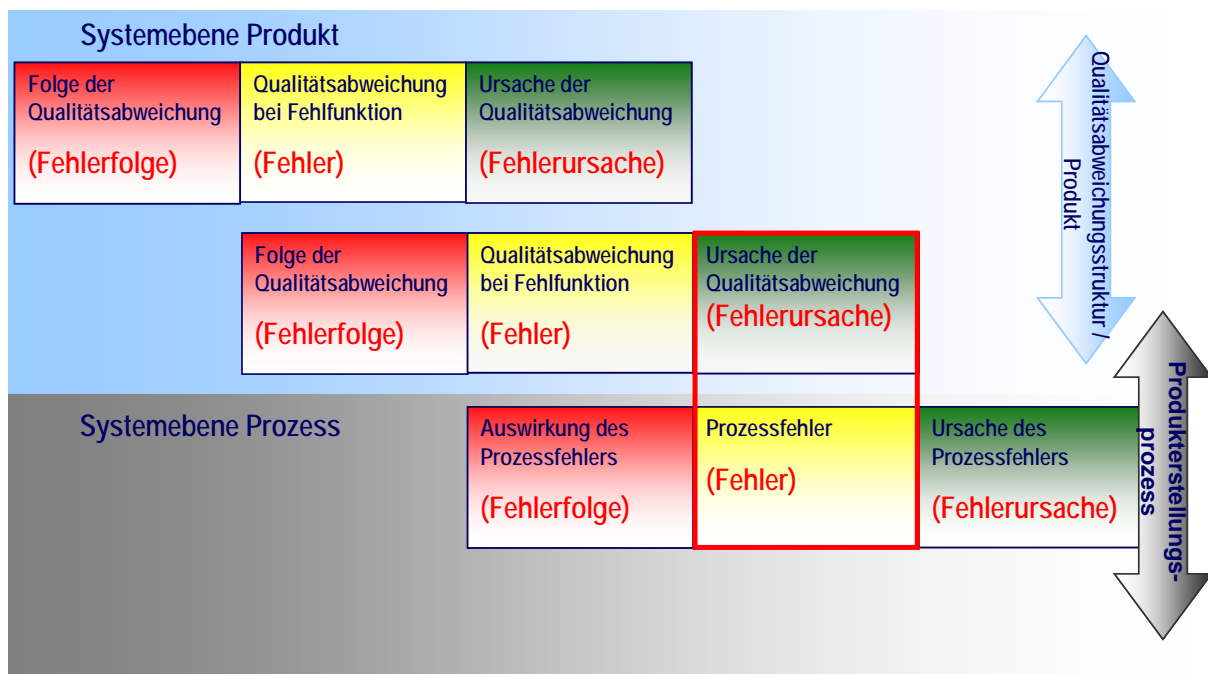 Systemebene Produkt
Folge der
Qualitätsabweichung
(Fehlerfolge)
Qualitätsabweichung
bei Fehlfunktion
(Fehler)
Ursache der
Qualitätsabweichung
(Fehlerursache)
Qualitätsabweichungsstruktur /
Produkt
Folge der
Qualitätsabweichung
(Fehlerfolge)
Qualitätsabweichung
bei Fehlfunktion
(Fehler)
Ursache der
Qualitätsabweichung
(Fehlerursache)
Systemebene Prozess
Auswirkung des
Prozessfehlers
(Fehlerfolge)
Prozessfehler
(Fehler)
Ursache des
Prozessfehlers
(Fehlerursache)
Produkterstellungs-
prozess